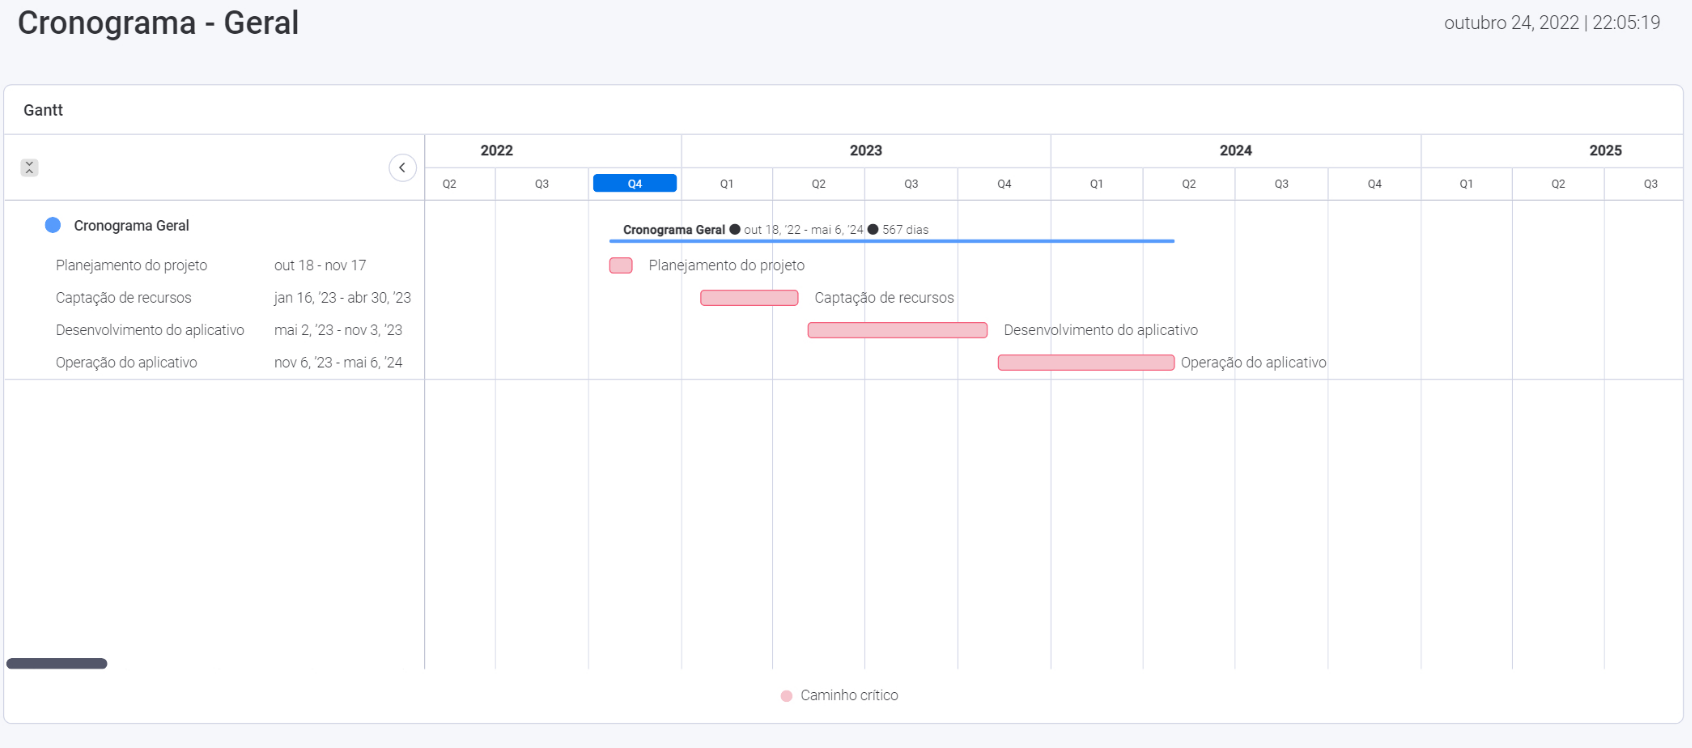 Cronograma - Geral
outubro 24, 2022 | 22:05:19
Gantt
2022 2023 2024 2025
Q2 Q3 Q4 Q1 Q2 Q3 Q4 Q1 Q2 Q3 Q4 Q1 Q2 Q3
Cronograma Geral
Cronograma Geral ● out 18, '22 - mai 6, '24 ● 567 dias
Planejamento do projeto out 18 - nov 17 Planejamento do projeto
Captação de recursos jan 16, '23 - abr 30, '23 Captação de recursos
Desenvolvimento do aplicativo mai 2, '23 - nov 3, '23 Desenvolvimento do aplicativo
Operação do aplicativo nov 6, '23 - mai 6, '24 Operação do aplicativo
Caminho crítico